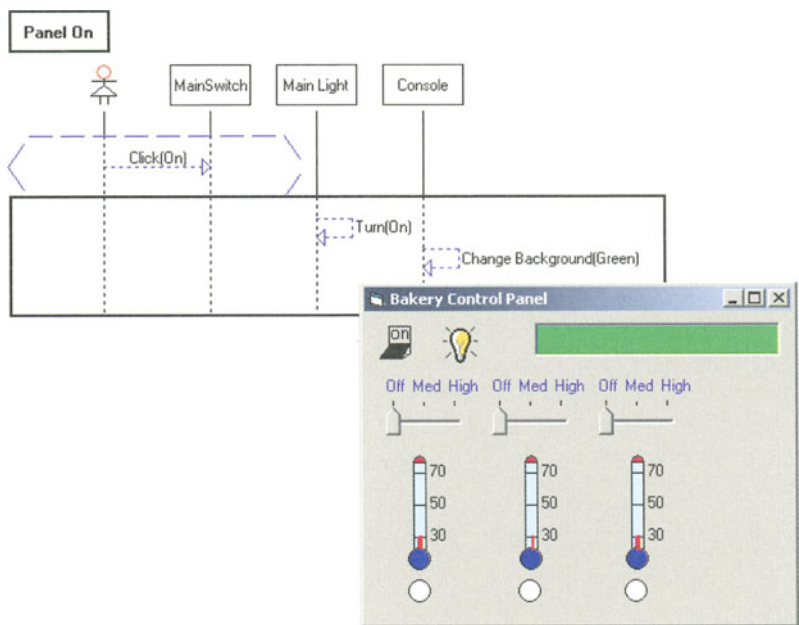 Panel On
MainSwitch
Main Light
Console
Click(On)
Turn(On)
Change Background(Green)
Bakery Control Panel
on
Off Med High Off Med High Off Med High
70 70 70
50 50 50
30 30 30